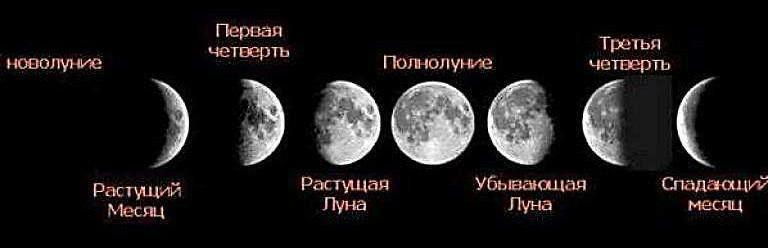 новолуние
Первая
четверть
Полнолуние
Третья
четверть
Растущий
Месяц
Растущая
Луна
Убывающая
Луна
Спадающий
месяц